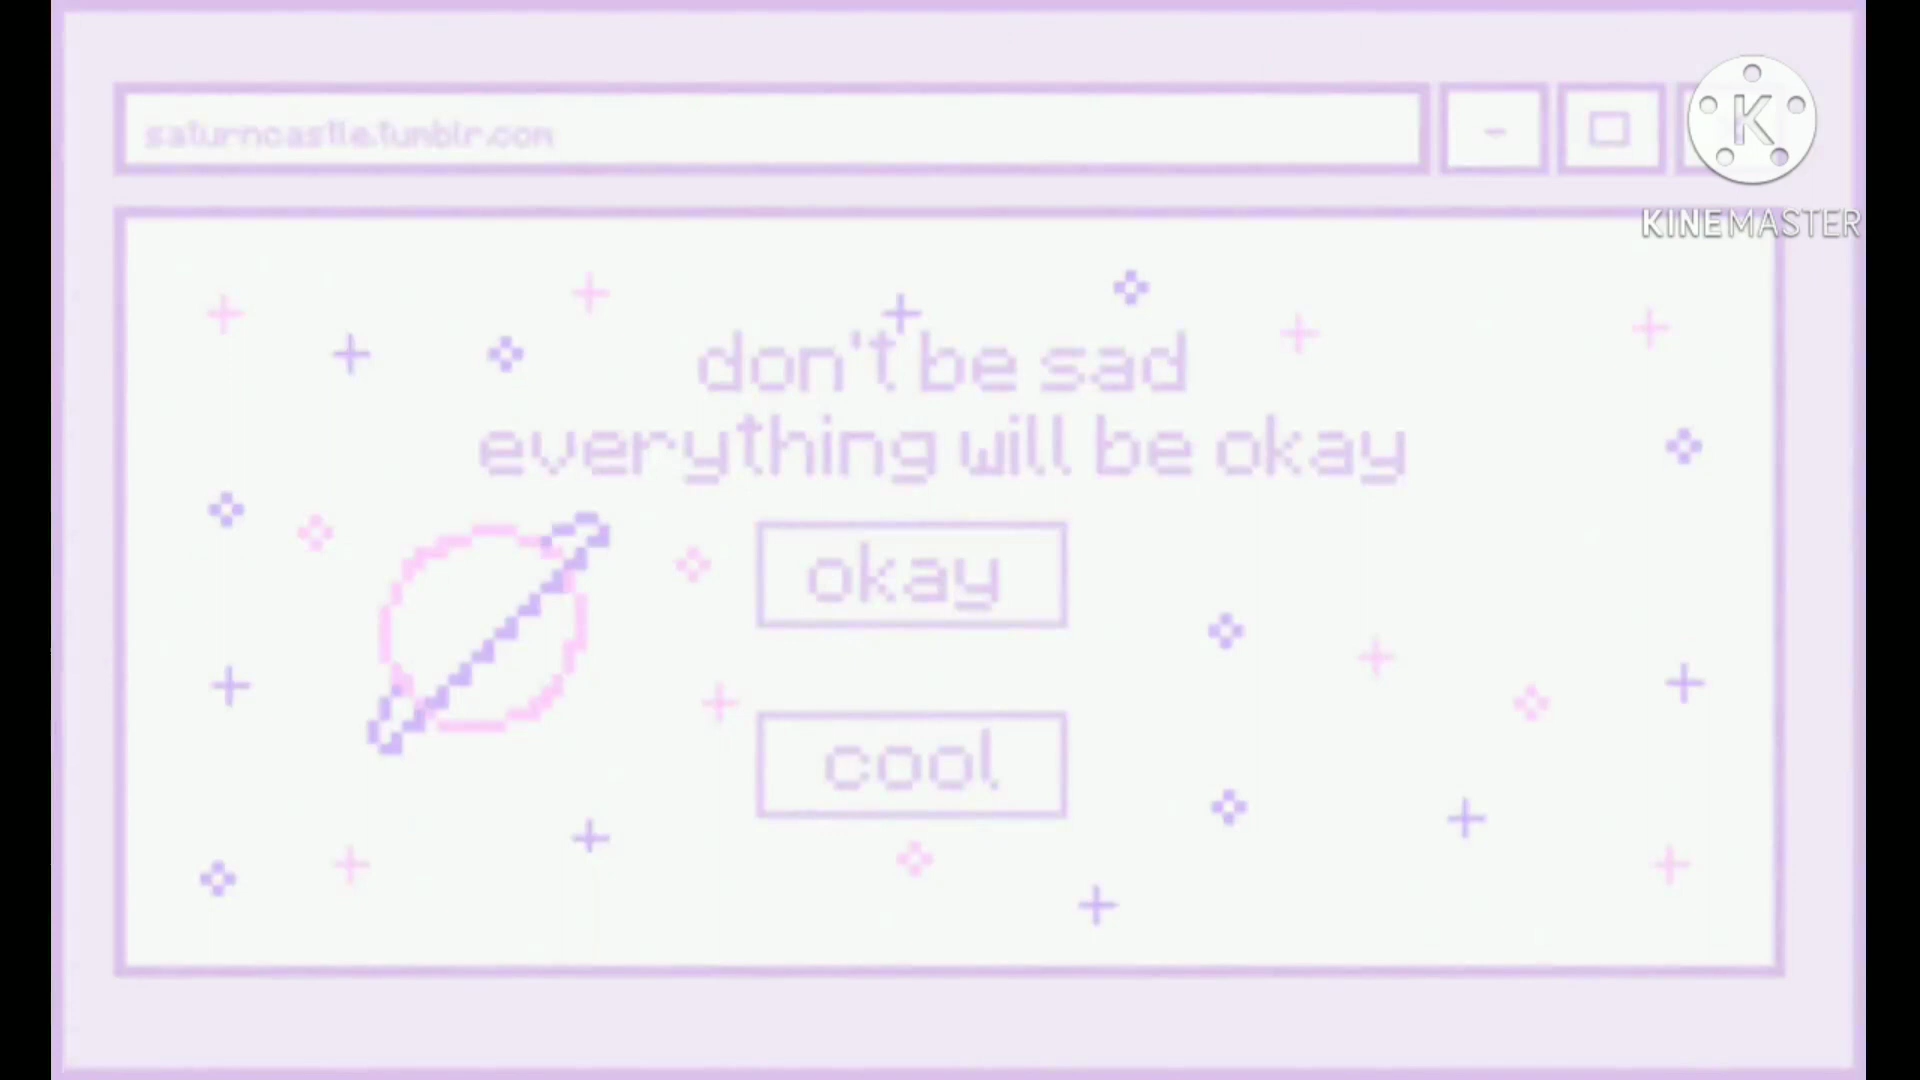 saturncastle.tumblr.com
K
KINEMASTER
don't be sad
everything will be okay
okay
cool